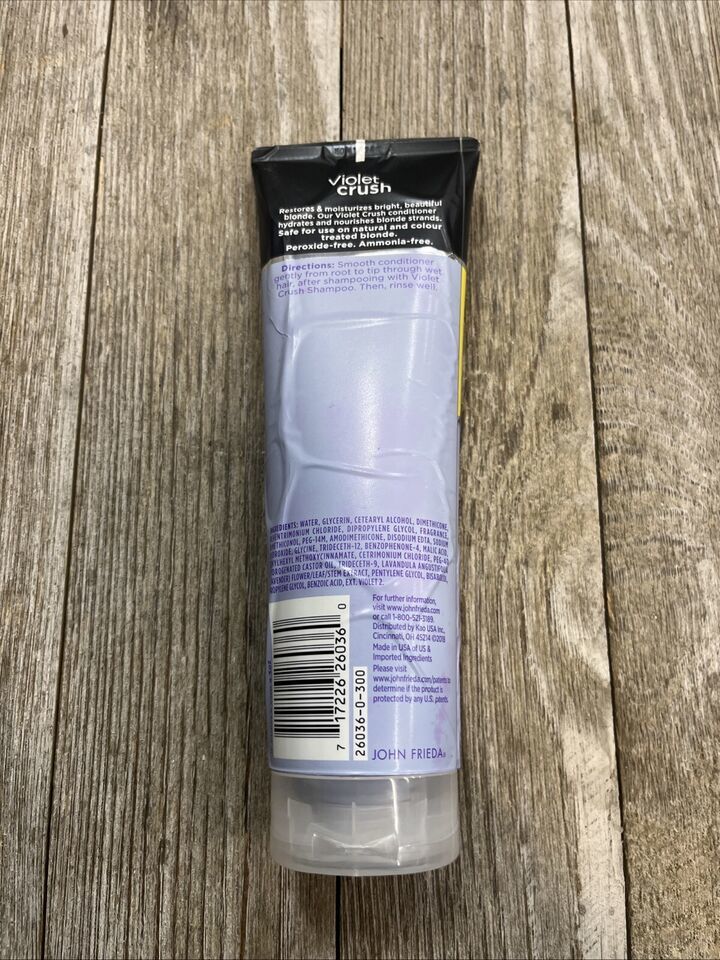 Violet
crush
Restores & moisturizes bright, beautiful
blonde. Our Violet Crush conditioner
hydrates and nourishes blonde strands.
Safe for use on natural and colour
treated blonde.
Peroxide-free. Ammonia-free.
Directions: Smooth conditioner
gently from root to tip through wet
hair, after shampooing with Violet
Crush Shampoo. Then, rinse well.
INGREDIENTS: WATER, GLYCERIN, CETEARYL ALCOHOL, DIMETHICONE,
CHLORIDE, DIPROPYLENE GLYCOL, FRAGRANCE,
PEG-14M, AMODIMETHICONE, DISODIUM EDTA, SODIUM
GLYCINE, TRIDECETH-12, BENZOPHENONE-4, MALIC ACID,
METHOXYCINNAMATE, CETRIMONIUM CHLORIDE, PEG-40
CASTOR OIL, TRIDECETH-9, LAVANDULA ANGUSTIFOLIA
FLOWER/LEAF/STEM EXTRACT, PENTYLENE GLYCOL,
GLYCOL, BENZOIC ACID, EXT. VIOLET 2.
For further information,
visit www.johnfrieda.com
or call 1-800-521-3189.
Distributed by Kao USA Inc.,
Cincinnati, OH 45214 ©2018
Made in USA of US &
Imported Ingredients
Please visit
www.johnfrieda.com/patents to
determine if the product is
protected by any U.S. patents.
7 17226 26036 0
26036-0-300
JOHN FRIEDA